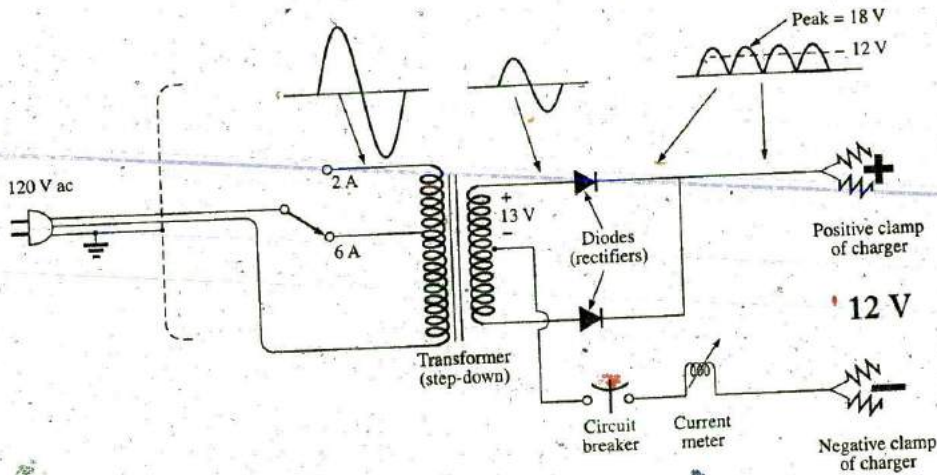 Peak = 18 V
12 V
120 V ac
2 A
6 A
+
13 V
−
Diodes
(rectifiers)
Transformer
(step-down)
+
Positive clamp
of charger
12 V
Circuit
breaker
Current
meter
−
Negative clamp
of charger